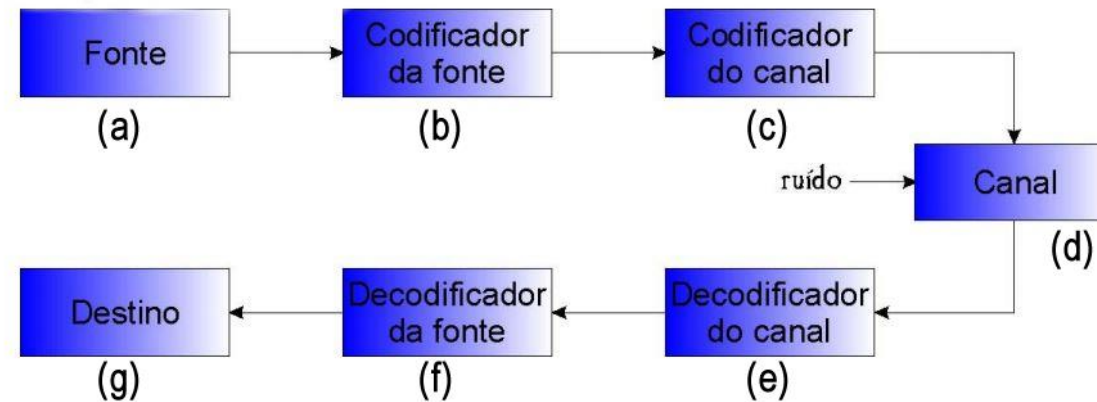 Fonte
(a)
Codificador
da fonte
(b)
Codificador
do canal
(c)
ruído
Canal
(d)
Decodificador
do canal
(e)
Decodificador
da fonte
(f)
Destino
(g)